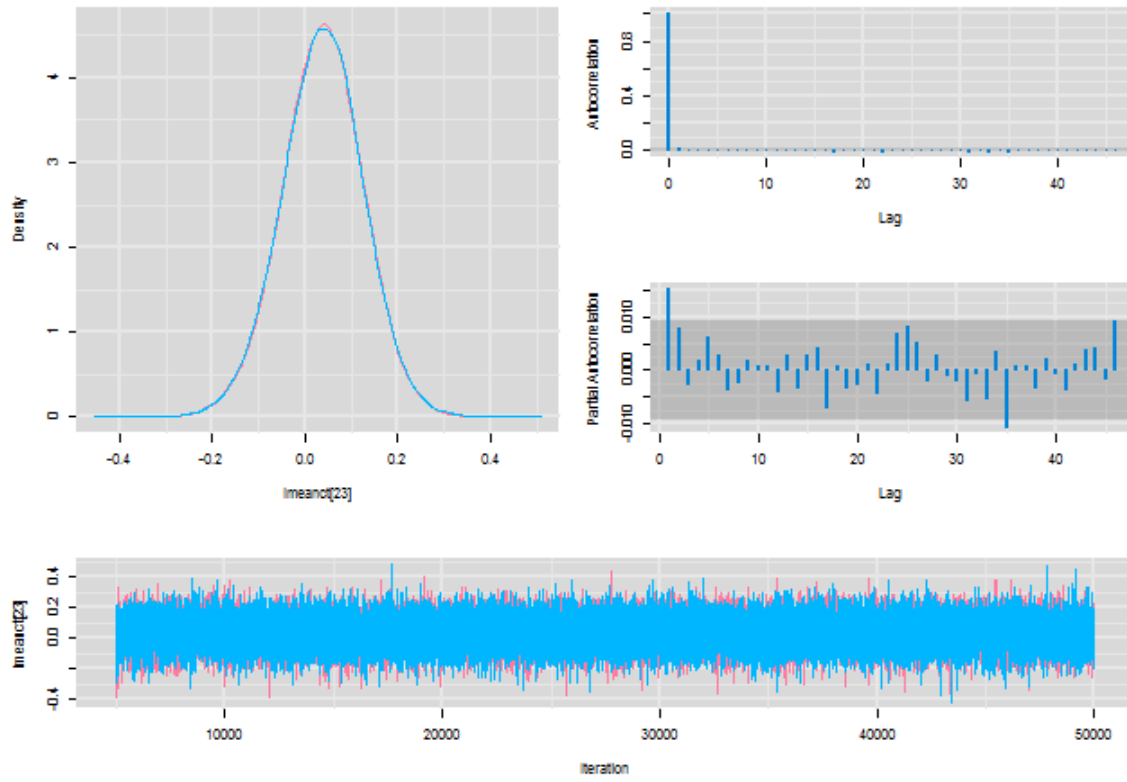 Density
4
3
2
1
0
-0.4 -0.2 0.0 0.2 0.4
lmeanct[23]
Autocorrelation
0.8
0.4
0.0
0 10 20 30 40
Lag
Partial Autocorrelation
0.010
0.000
-0.010
0 10 20 30 40
Lag
lmeanct[23]
0.4
0.2
0.0
-0.4
10000 20000 30000 40000 50000
Iteration